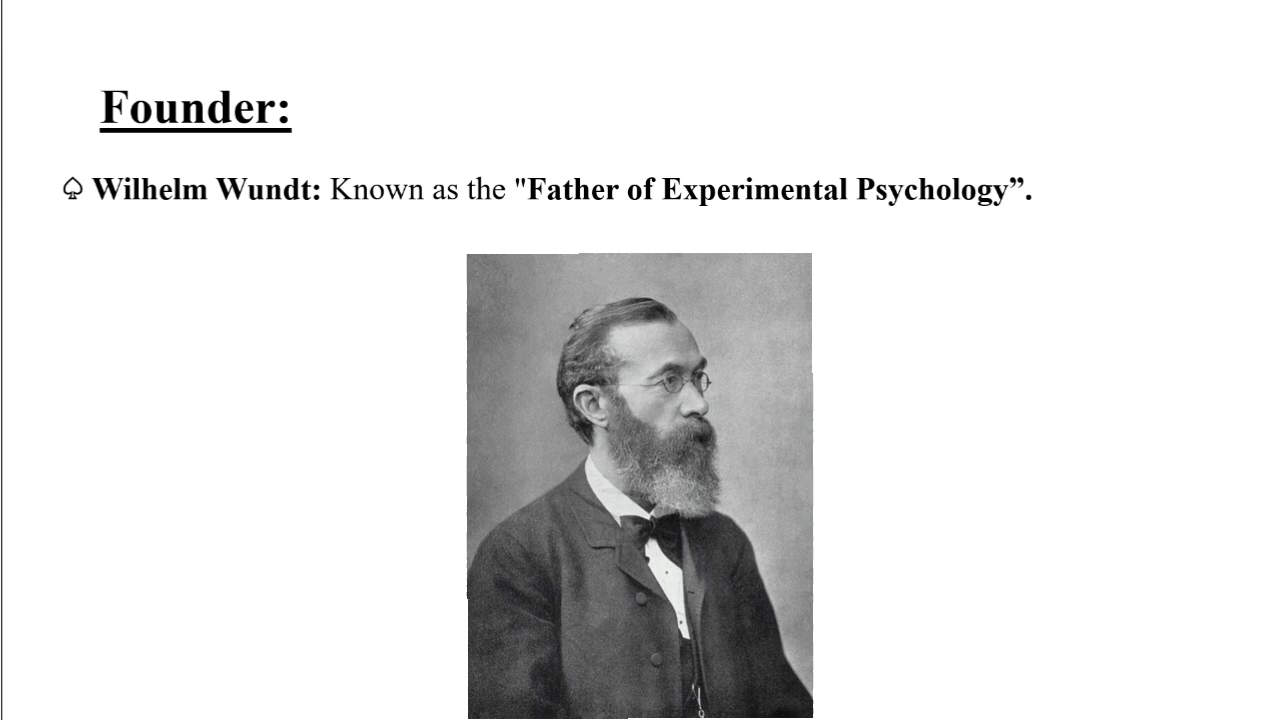 Founder:
♤ Wilhelm Wundt: Known as the "Father of Experimental Psychology”.